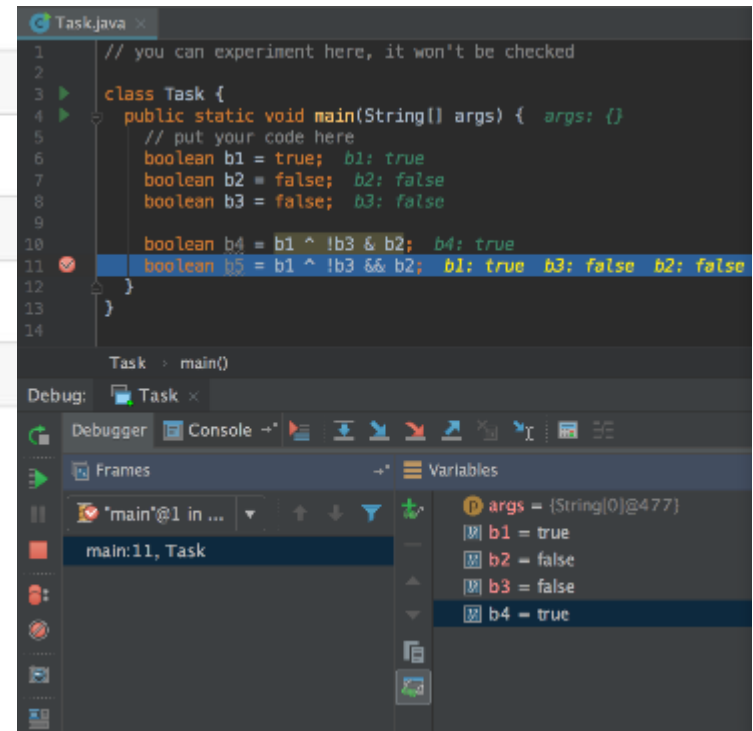 Task.java ×
1 // you can experiment here, it won't be checked
2
3 class Task {
4 public static void main(String[] args) { args: {}
5 // put your code here
6 boolean b1 = true; b1: true
7 boolean b2 = false; b2: false
8 boolean b3 = false; b3: false
9
10 boolean b4 = b1 ^ !b3 & b2; b4: true
11 boolean b5 = b1 ^ !b3 && b2; b1: true b3: false b2: false
12 }
13 }
14
Task › main()
Debug: Task ×
Debugger Console
Frames Variables
"main"@1 in ... args = {String[0]@477}
b1 = true
main:11, Task b2 = false
b3 = false
b4 = true